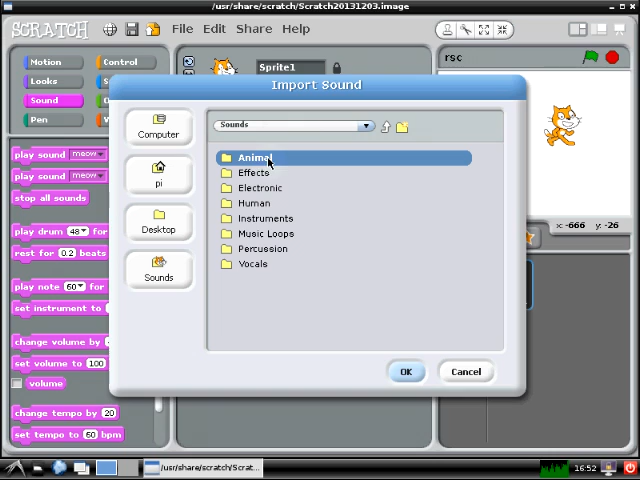 /usr/share/scratch/Scratch20131203.image
SCRATCH
File Edit Share Help
Motion
Control
Looks
Sound
Pen
Sprite1
rsc
Import Sound
Computer
pi
Desktop
Sounds
Sounds
Animal
Effects
Electronic
Human
Instruments
Music Loops
Percussion
Vocals
OK
Cancel
play sound meow
play sound meow
stop all sounds
play drum 48 for
rest for 0.2 beats
play note 60 for
set instrument to
change volume by
set volume to 100
volume
change tempo by 20
set tempo to 60 bpm
x: -666 y: -26
/usr/share/scratch/Scrat...
16:52